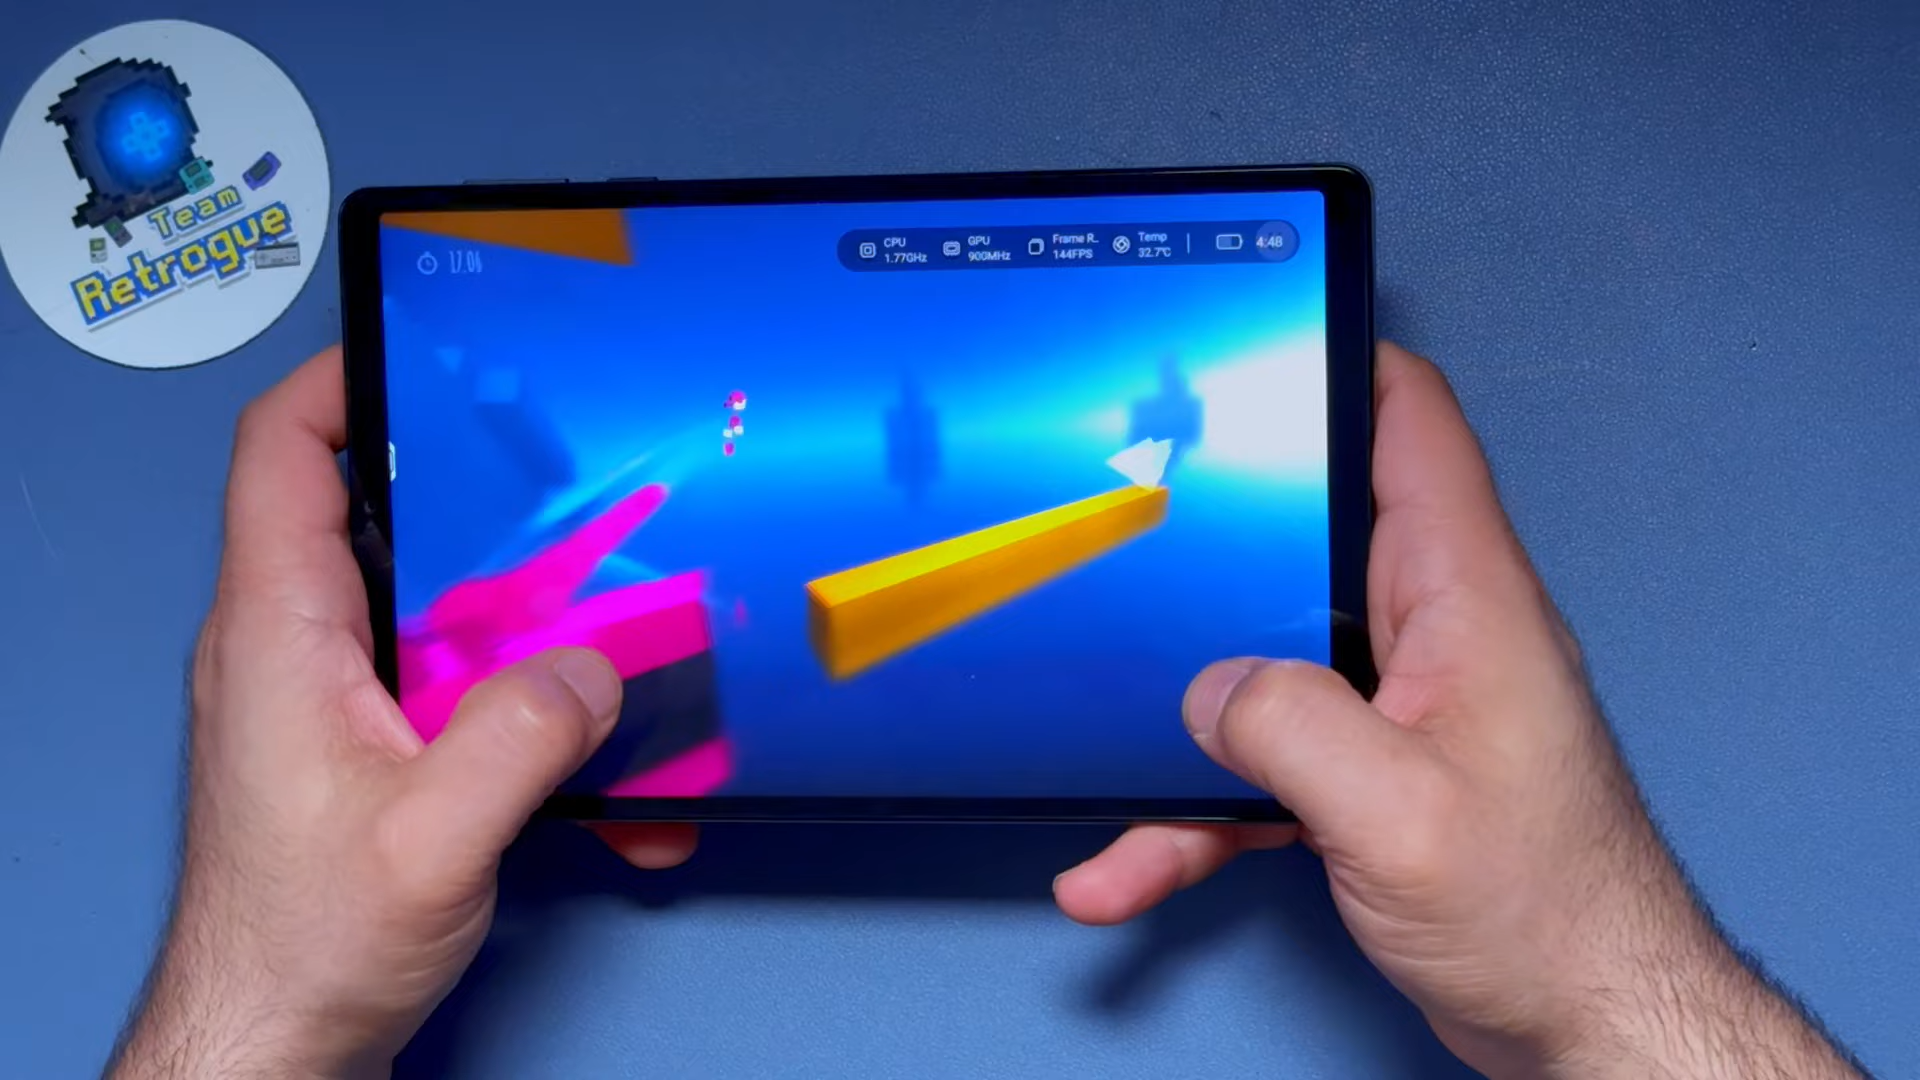 Team
Retrogue
17.06
CPU
1.77GHz
GPU
900MHz
Frame R..
144FPS
Temp
32.7°C
4:48